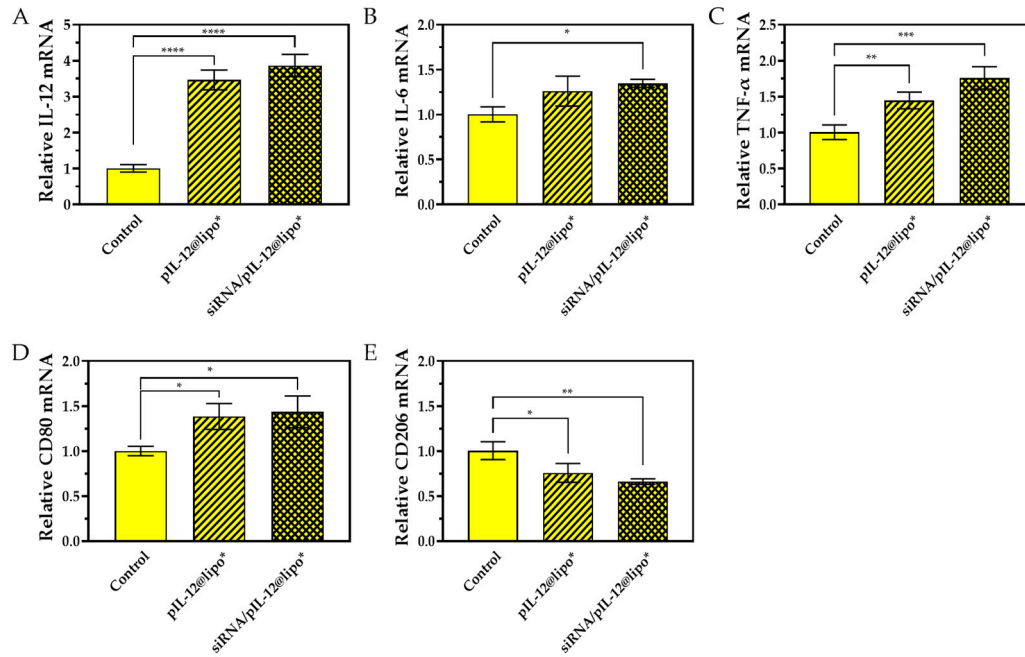 A
Relative IL-12 mRNA
5
4
3
2
1
0
****
****
Control
pIL-12@lipo*
siRNA/pIL-12@lipo*
B
Relative IL-6 mRNA
2.0
1.5
1.0
0.5
0.0
*
Control
pIL-12@lipo*
siRNA/pIL-12@lipo*
C
Relative TNF-α mRNA
2.5
2.0
1.5
1.0
0.5
0.0
***
**
Control
pIL-12@lipo*
siRNA/pIL-12@lipo*
D
Relative CD80 mRNA
2.0
1.5
1.0
0.5
0.0
*
*
Control
pIL-12@lipo*
siRNA/pIL-12@lipo*
E
Relative CD206 mRNA
2.0
1.5
1.0
0.5
0.0
**
*
Control
pIL-12@lipo*
siRNA/pIL-12@lipo*